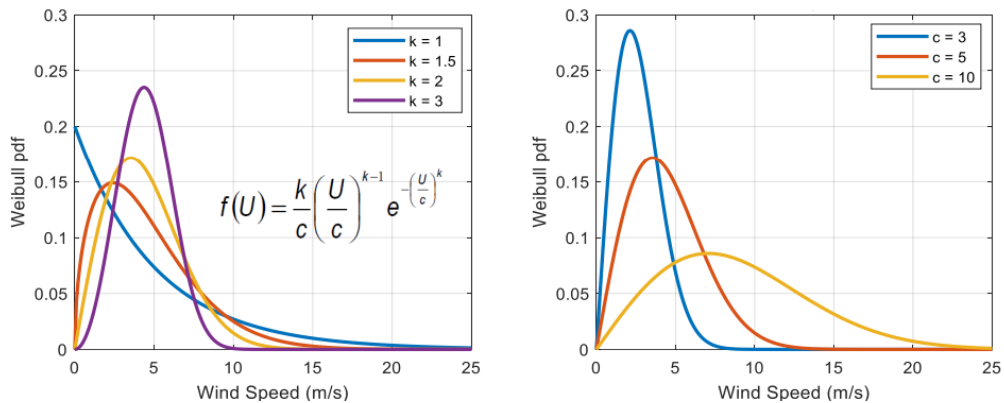 0.3
0.25
0.2
0.15
0.1
0.05
0
0 5 10 15 20 25
Weibull pdf
Wind Speed (m/s)
k = 1
k = 1.5
k = 2
k = 3
f(U) = k/c (U/c)^{k-1} e^{-(U/c)^k}
0.3
0.25
0.2
0.15
0.1
0.05
0
0 5 10 15 20 25
Weibull pdf
Wind Speed (m/s)
c = 3
c = 5
c = 10